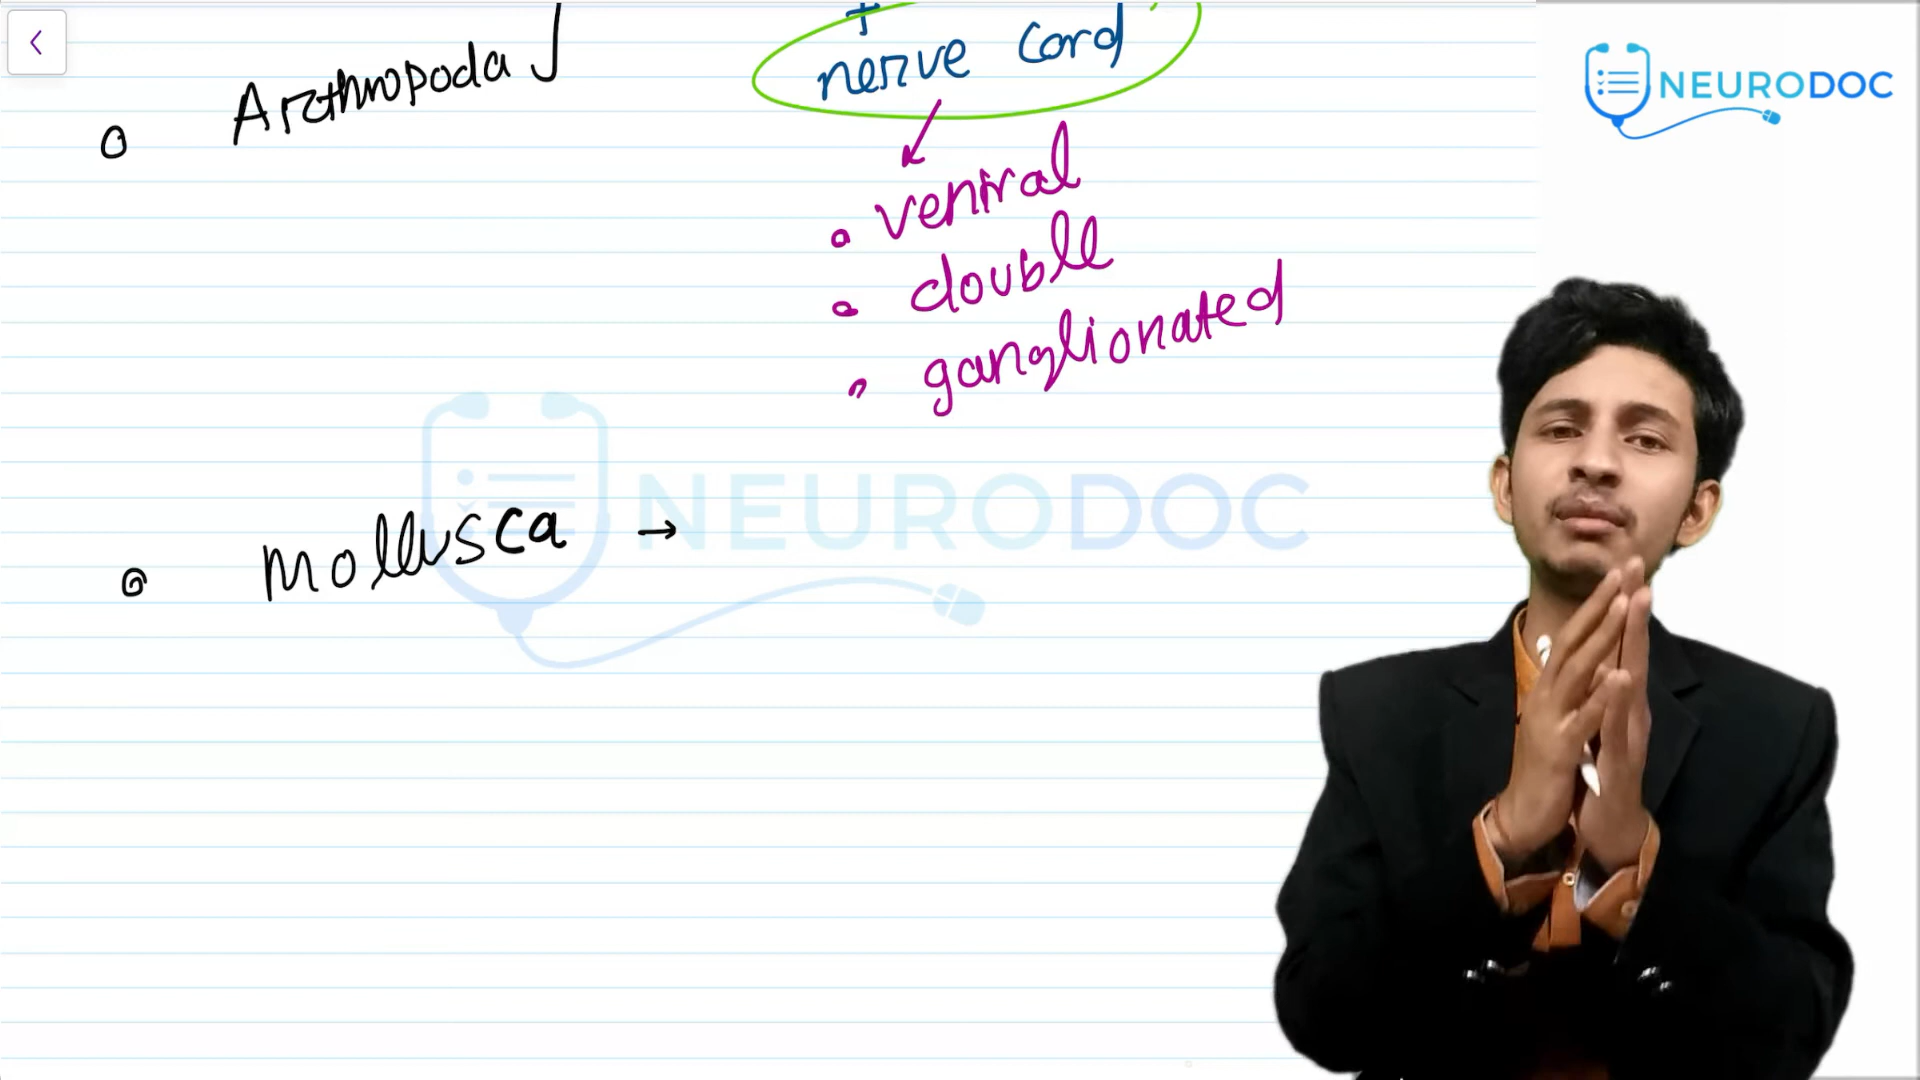 +
nerve cord
Arthropoda
ventral
double
ganglionated
Mollusca →
NEURODOC
NEURODOC